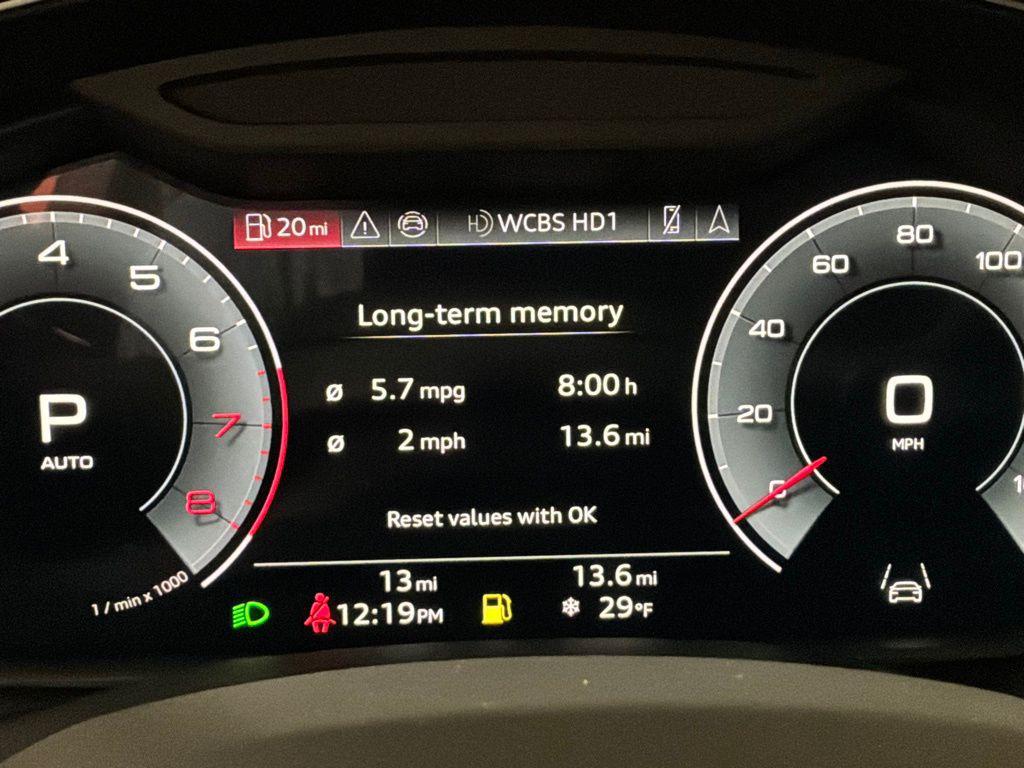 20 mi
WCBS HD1
Long-term memory
ø 5.7 mpg 8:00 h
ø 2 mph 13.6 mi
Reset values with OK
13 mi 13.6 mi
12:19 PM 29°F
4
5
6
7
8
P
AUTO
1 / min x 1000
0
20
40
60
80
100
0
MPH